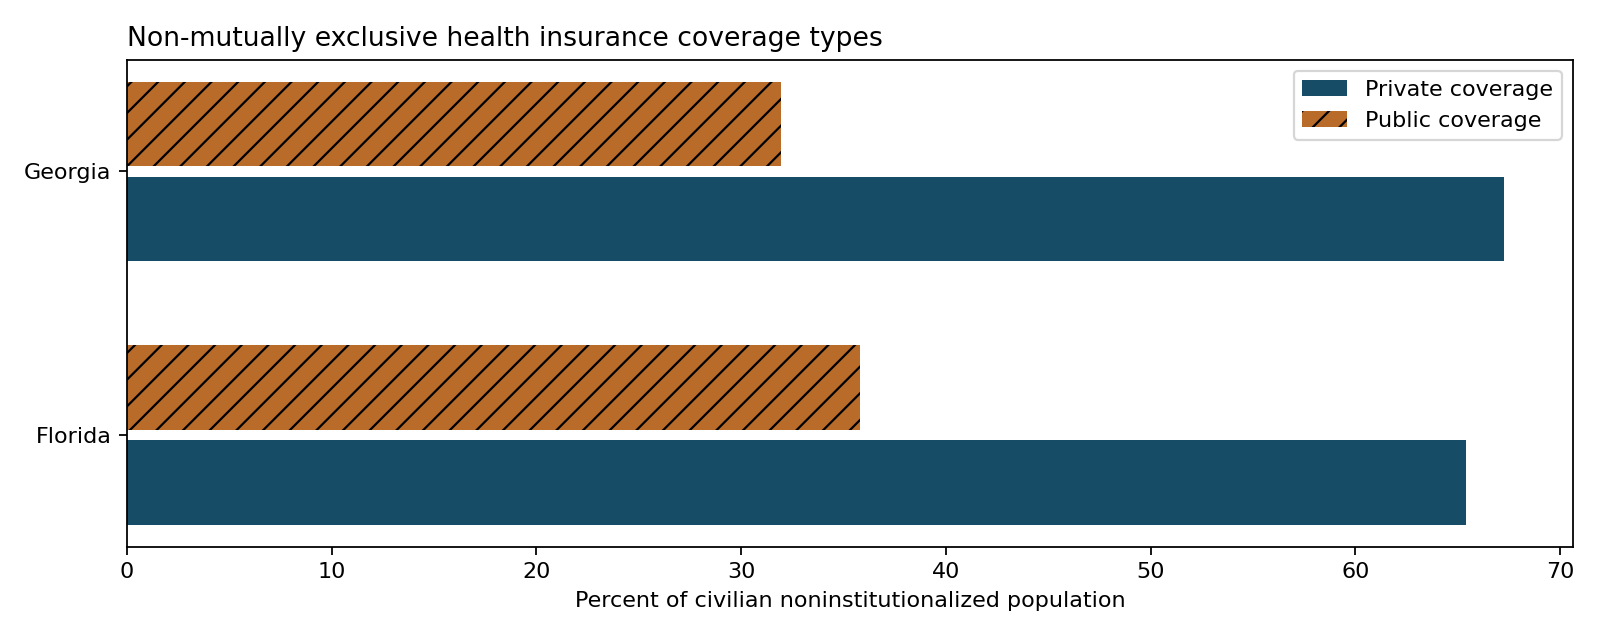 Non-mutually exclusive health insurance coverage types
Private coverage
Public coverage
Georgia
Florida
0 10 20 30 40 50 60 70
Percent of civilian noninstitutionalized population